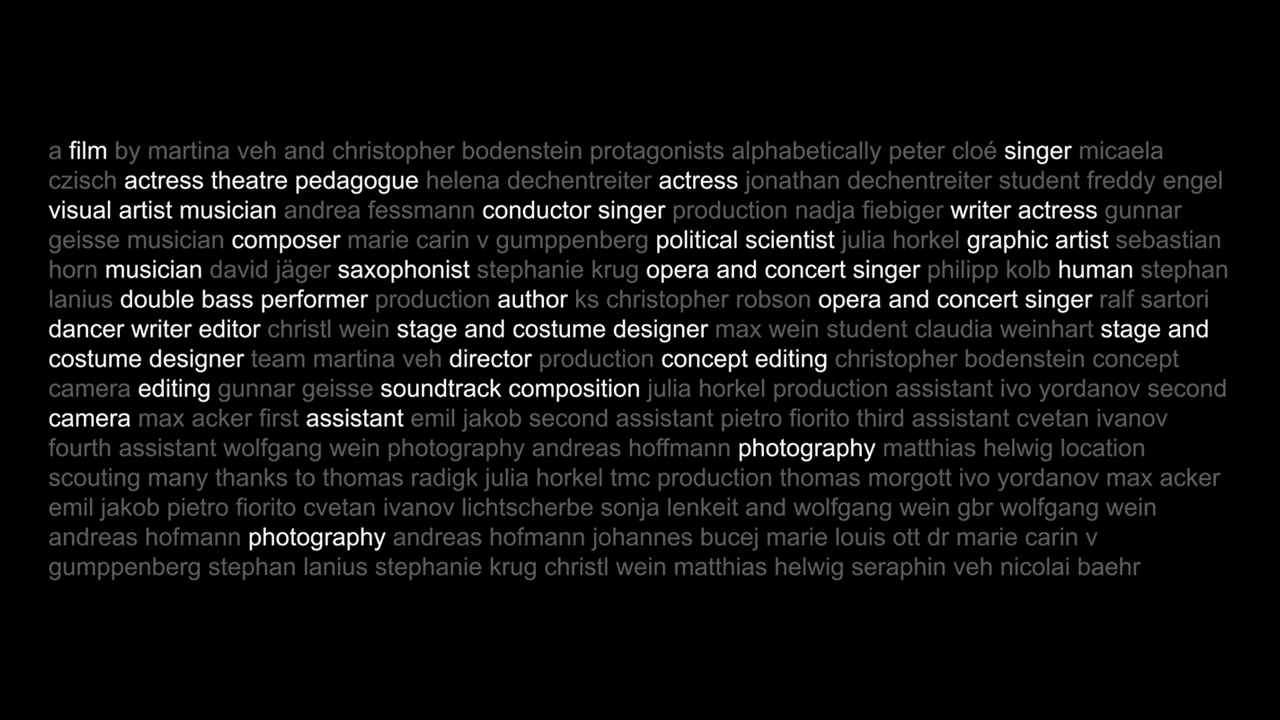 a film by martina veh and christopher bodenstein protagonists alphabetically peter cloé singer micaela
czisch actress theatre pedagogue helena dechentreiter actress jonathan dechentreiter student freddy engel
visual artist musician andrea fessmann conductor singer production nadja fiebiger writer actress gunnar
geisse musician composer marie carin v gumppenberg political scientist julia horkel graphic artist sebastian
horn musician david jäger saxophonist stephanie krug opera and concert singer philipp kolb human stephan
lanius double bass performer production author ks christopher robson opera and concert singer ralf sartori
dancer writer editor christl wein stage and costume designer max wein student claudia weinhart stage and
costume designer team martina veh director production concept editing christopher bodenstein concept
camera editing gunnar geisse soundtrack composition julia horkel production assistant ivo yordanov second
camera max acker first assistant emil jakob second assistant pietro fiorito third assistant cvetan ivanov
fourth assistant wolfgang wein photography andreas hoffmann photography matthias helwig location
scouting many thanks to thomas radigk julia horkel tmc production thomas morgott ivo yordanov max acker
emil jakob pietro fiorito cvetan ivanov lichtscherbe sonja lenkeit and wolfgang wein gbr wolfgang wein
andreas hofmann photography andreas hofmann johannes bucej marie louis ott dr marie carin v
gumppenberg stephan lanius stephanie krug christl wein matthias helwig seraphin veh nicolai baehr